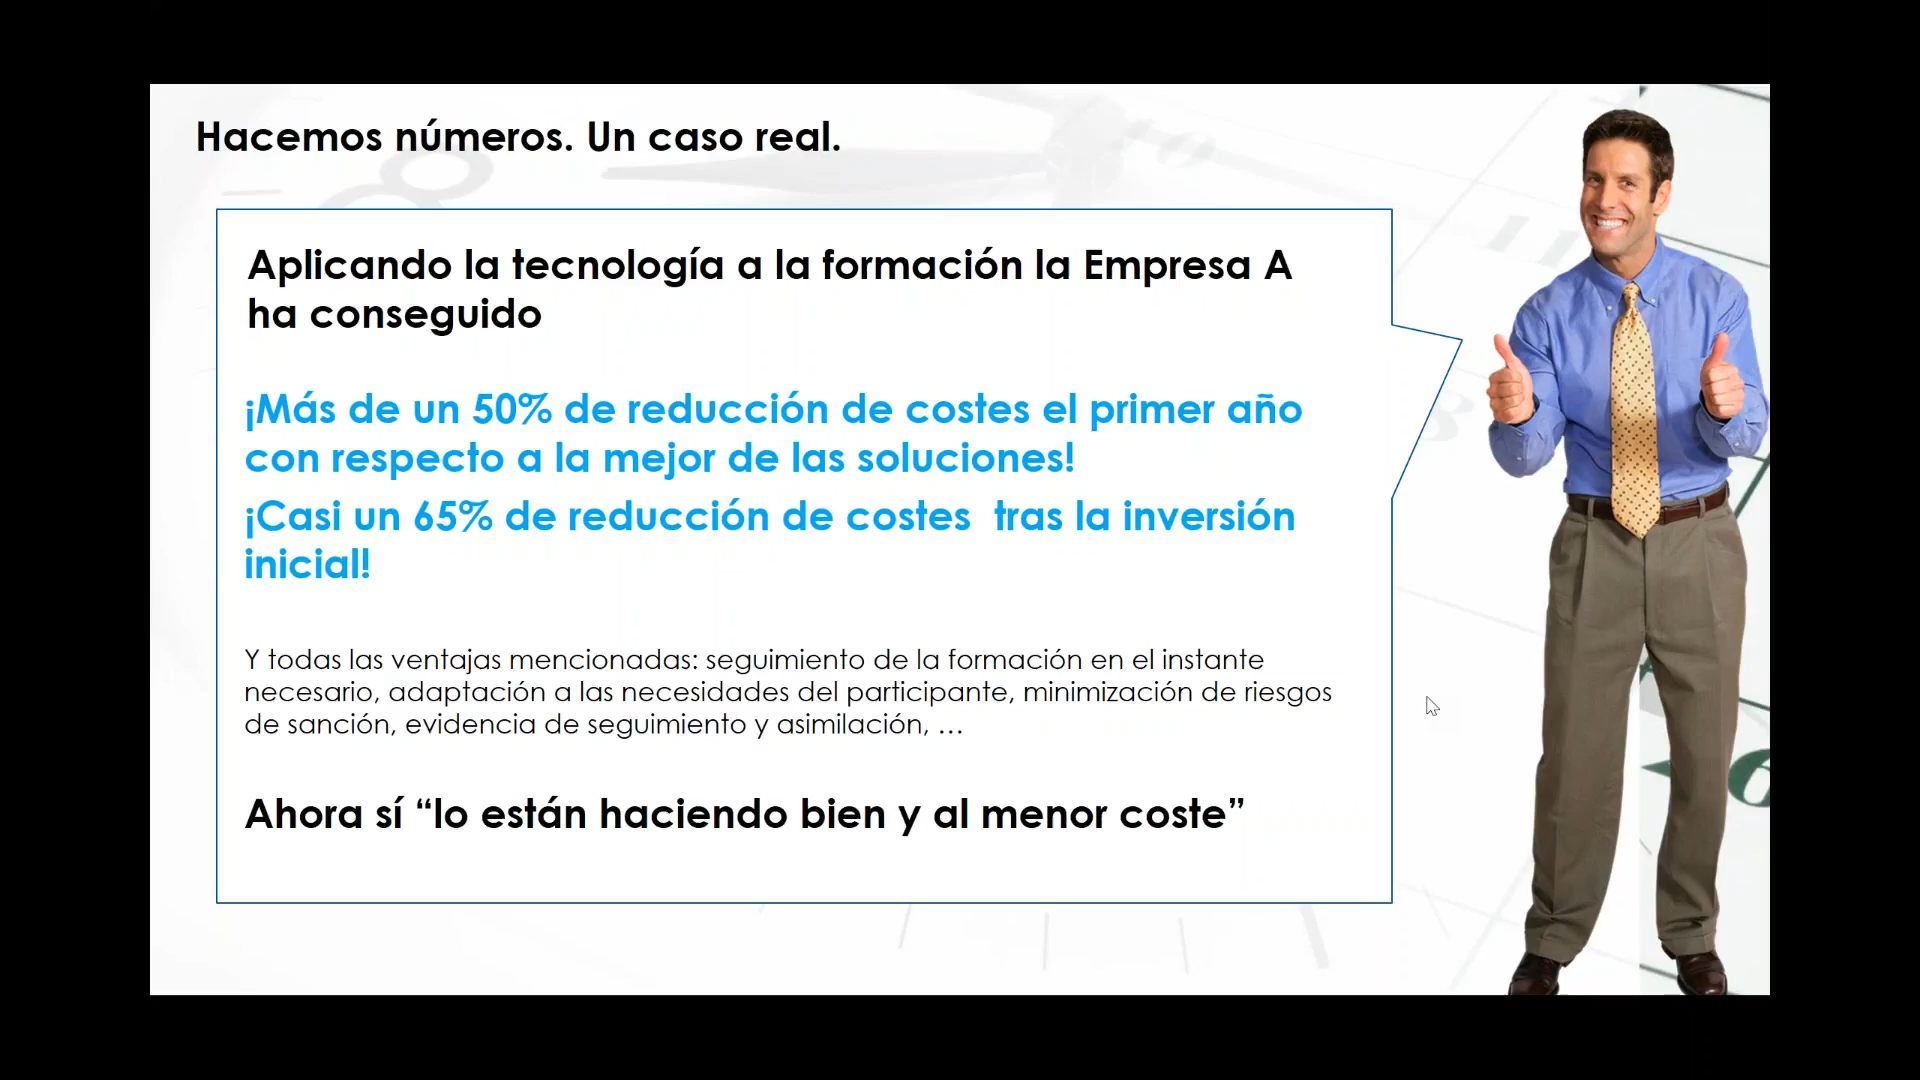 Hacemos números. Un caso real.
Aplicando la tecnología a la formación la Empresa A
ha conseguido
¡Más de un 50% de reducción de costes el primer año
con respecto a la mejor de las soluciones!
¡Casi un 65% de reducción de costes  tras la inversión
inicial!
Y todas las ventajas mencionadas: seguimiento de la formación en el instante
necesario, adaptación a las necesidades del participante, minimización de riesgos
de sanción, evidencia de seguimiento y asimilación, …
Ahora sí “lo están haciendo bien y al menor coste”
10
11
8
6